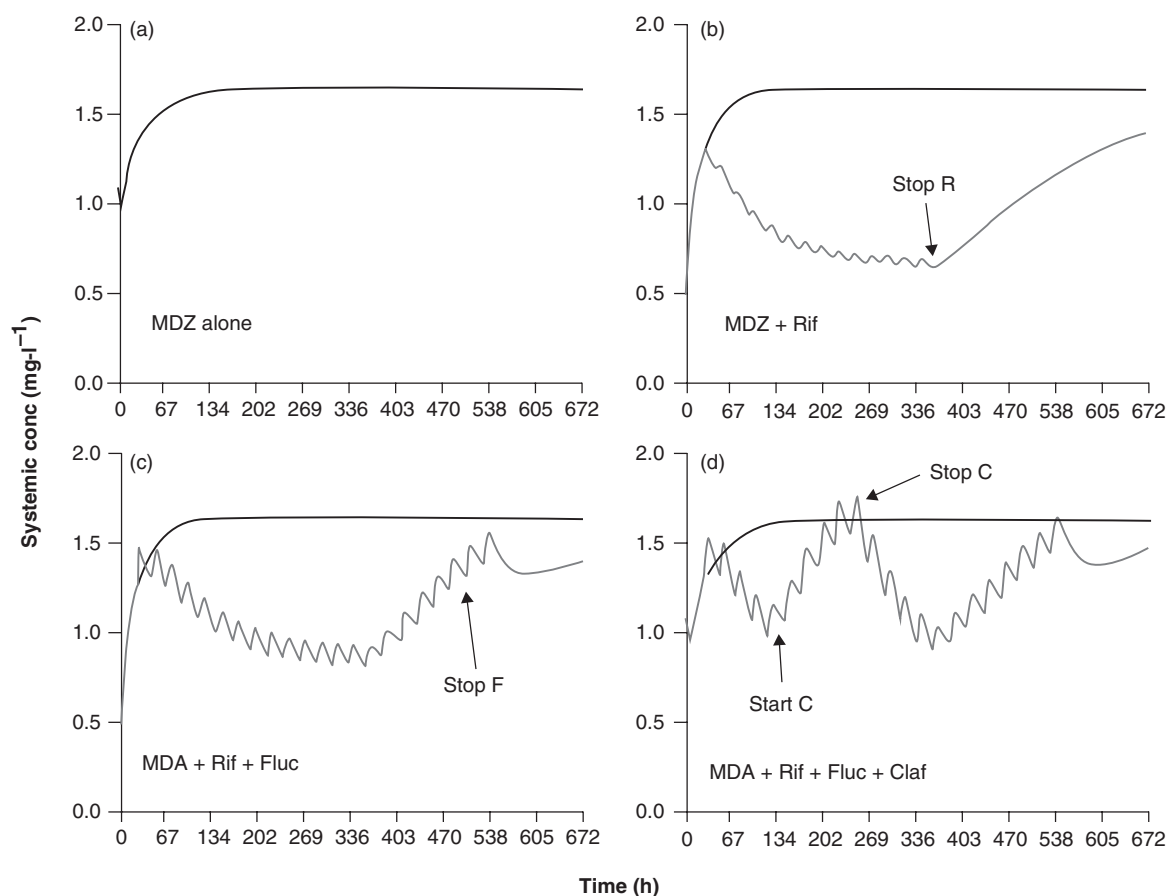 Systemic conc (mg-l⁻¹)
(a)
2.0
1.5
1.0
0.5
0.0
MDZ alone
0 67 134 202 269 336 403 470 538 605 672
(b)
2.0
1.5
1.0
0.5
0.0
Stop R
MDZ + Rif
0 67 134 202 269 336 403 470 538 605 672
(c)
2.0
1.5
1.0
0.5
0.0
Stop F
MDA + Rif + Fluc
0 67 134 202 269 336 403 470 538 605 672
(d)
2.0
1.5
1.0
0.5
0.0
Stop C
Start C
MDA + Rif + Fluc + Claf
0 67 134 202 269 336 403 470 538 605 672
Time (h)